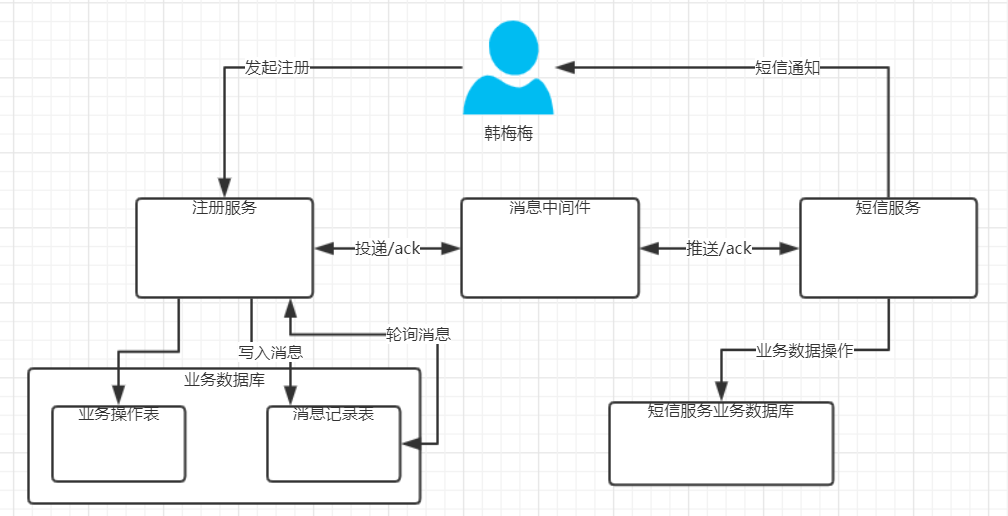 发起注册
短信通知
韩梅梅
注册服务
消息中间件
短信服务
投递/ack
推送/ack
轮询消息
写入消息
业务数据操作
业务数据库
业务操作表
消息记录表
短信服务业务数据库